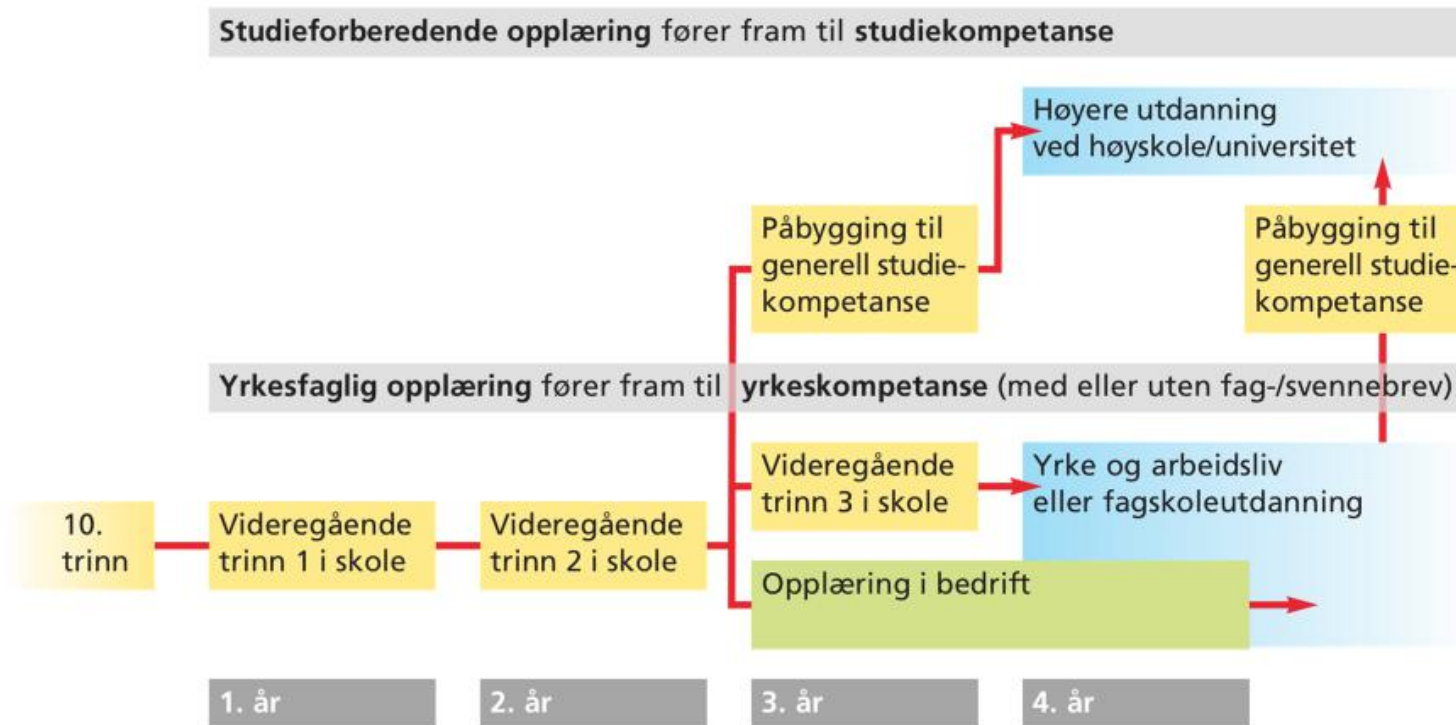 Studieforberedende opplæring fører fram til studiekompetanse
Høyere utdanning
ved høyskole/universitet
Påbygging til
generell studie-
kompetanse
Påbygging til
generell studie-
kompetanse
Yrkesfaglig opplæring fører fram til yrkeskompetanse (med eller uten fag-/svennebrev)
Videregående
trinn 3 i skole
Yrke og arbeidsliv
eller fagskoleutdanning
10.
trinn
Videregående
trinn 1 i skole
Videregående
trinn 2 i skole
Opplæring i bedrift
1. år
2. år
3. år
4. år